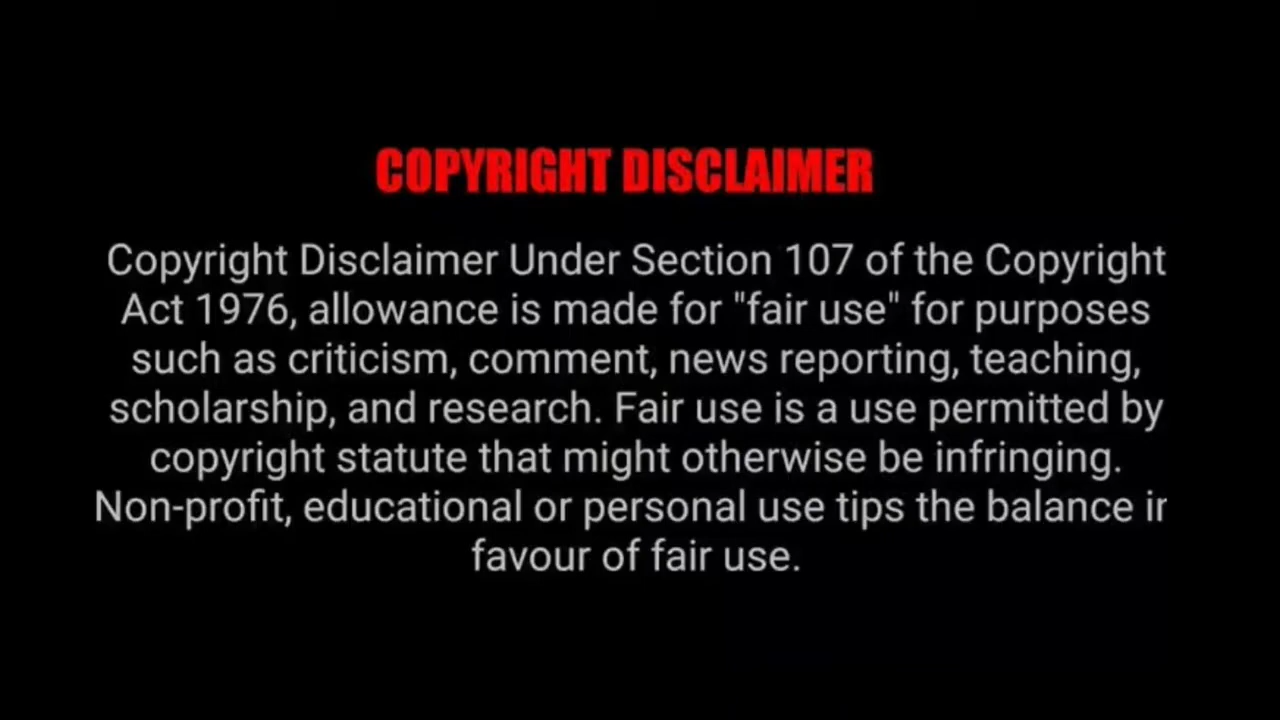 COPYRIGHT DISCLAIMER
Copyright Disclaimer Under Section 107 of the Copyright
Act 1976, allowance is made for "fair use" for purposes
such as criticism, comment, news reporting, teaching,
scholarship, and research. Fair use is a use permitted by
copyright statute that might otherwise be infringing.
Non-profit, educational or personal use tips the balance in
favour of fair use.